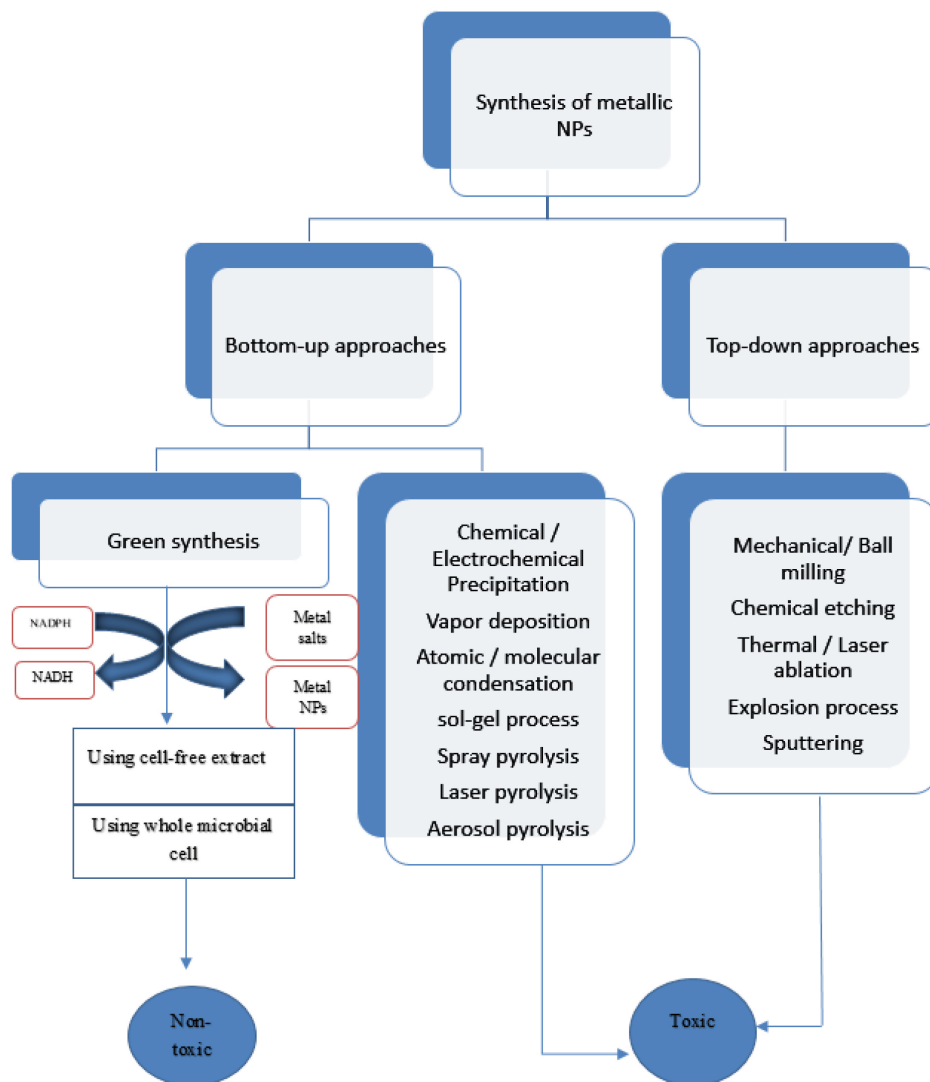 Synthesis of metallic
NPs
Bottom-up approaches
Top-down approaches
Green synthesis
NADPH
NADH
Metal
salts
Metal
NPs
Using cell-free extract
Using whole microbial
cell
Chemical /
Electrochemical
Precipitation
Vapor deposition
Atomic / molecular
condensation
sol-gel process
Spray pyrolysis
Laser pyrolysis
Aerosol pyrolysis
Mechanical/ Ball
milling
Chemical etching
Thermal / Laser
ablation
Explosion process
Sputtering
Non-
toxic
Toxic